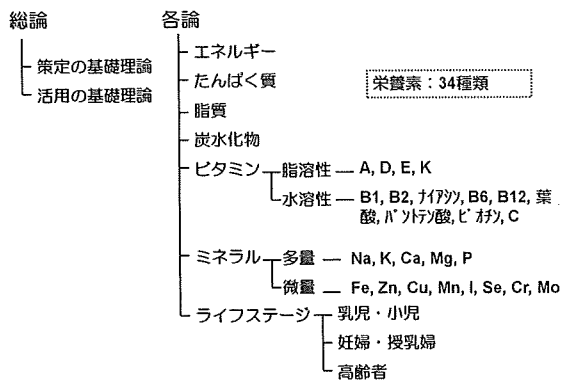 総論
各論
策定の基礎理論
活用の基礎理論
エネルギー
たんぱく質
栄養素：34種類
脂質
炭水化物
ビタミン 脂溶性 A, D, E, K
水溶性 B1, B2, ﾅｲｱｼﾝ, B6, B12, 葉
酸, ﾊﾟﾝﾄﾃﾝ酸, ﾋﾞｵﾁﾝ, C
ミネラル 多量 Na, K, Ca, Mg, P
微量 Fe, Zn, Cu, Mn, I, Se, Cr, Mo
ライフステージ 乳児・小児
妊婦・授乳婦
高齢者